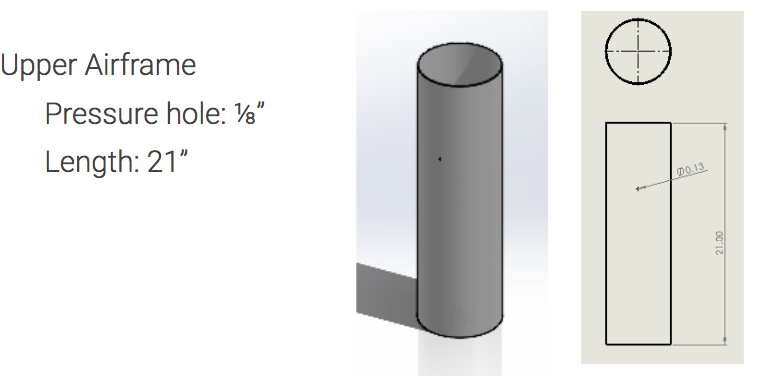 Upper Airframe
Pressure hole: ⅛”
Length: 21”
Ø0.13
21.00